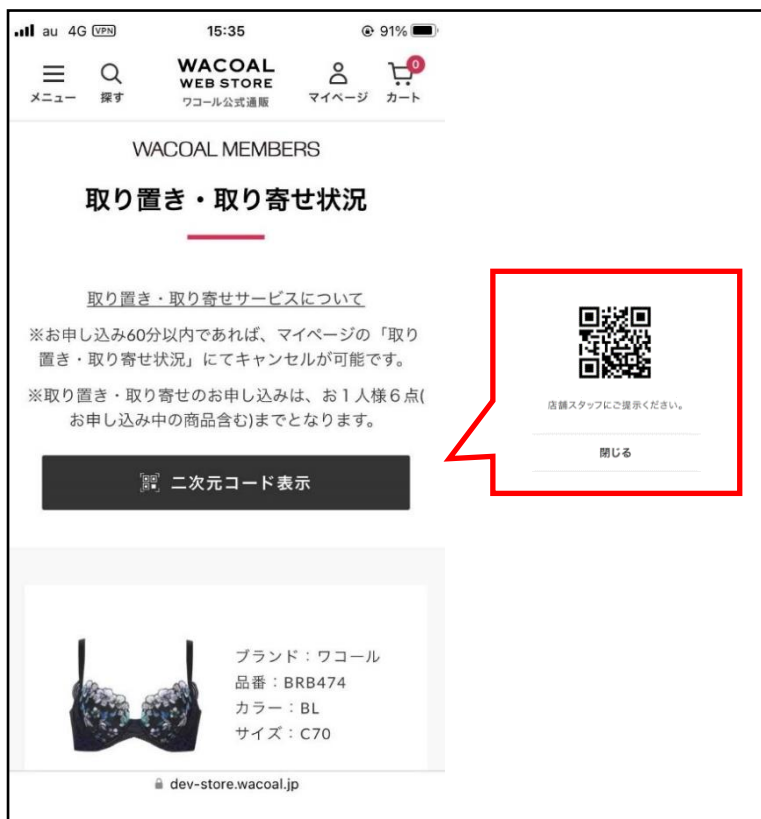 au 4G VPN 15:35 91%
メニュー 探す WACOAL WEB STORE ワコール公式通販 マイページ カート 0
WACOAL MEMBERS
取り置き・取り寄せ状況
取り置き・取り寄せサービスについて
※お申し込み60分以内であれば、マイページの「取り
置き・取り寄せ状況」にてキャンセルが可能です。
※取り置き・取り寄せのお申し込みは、お１人様６点(
お申し込み中の商品含む)までとなります。
二次元コード表示
店舗スタッフにご提示ください。
閉じる
ブランド：ワコール
品番：BRB474
カラー：BL
サイズ：C70
dev-store.wacoal.jp